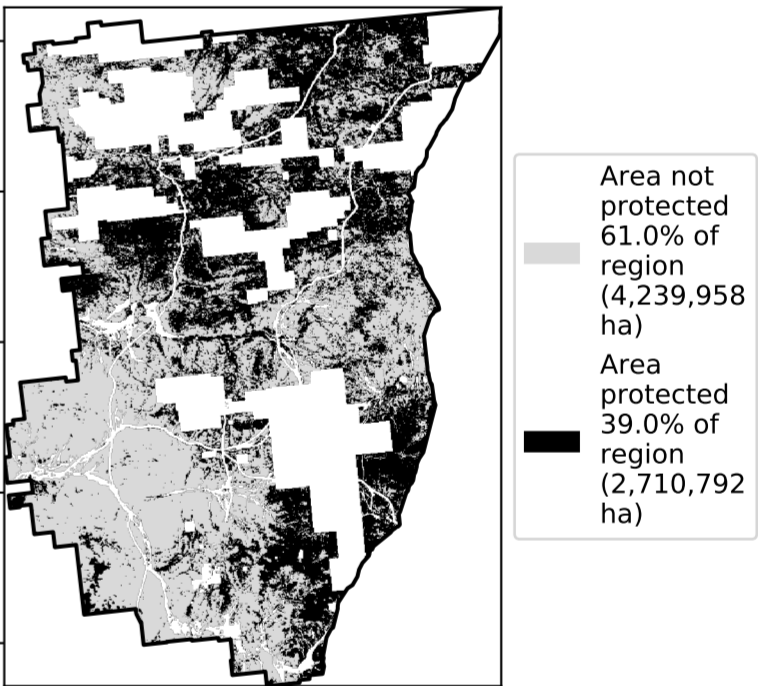 Area not
protected
61.0% of
region
(4,239,958
ha)
Area
protected
39.0% of
region
(2,710,792
ha)